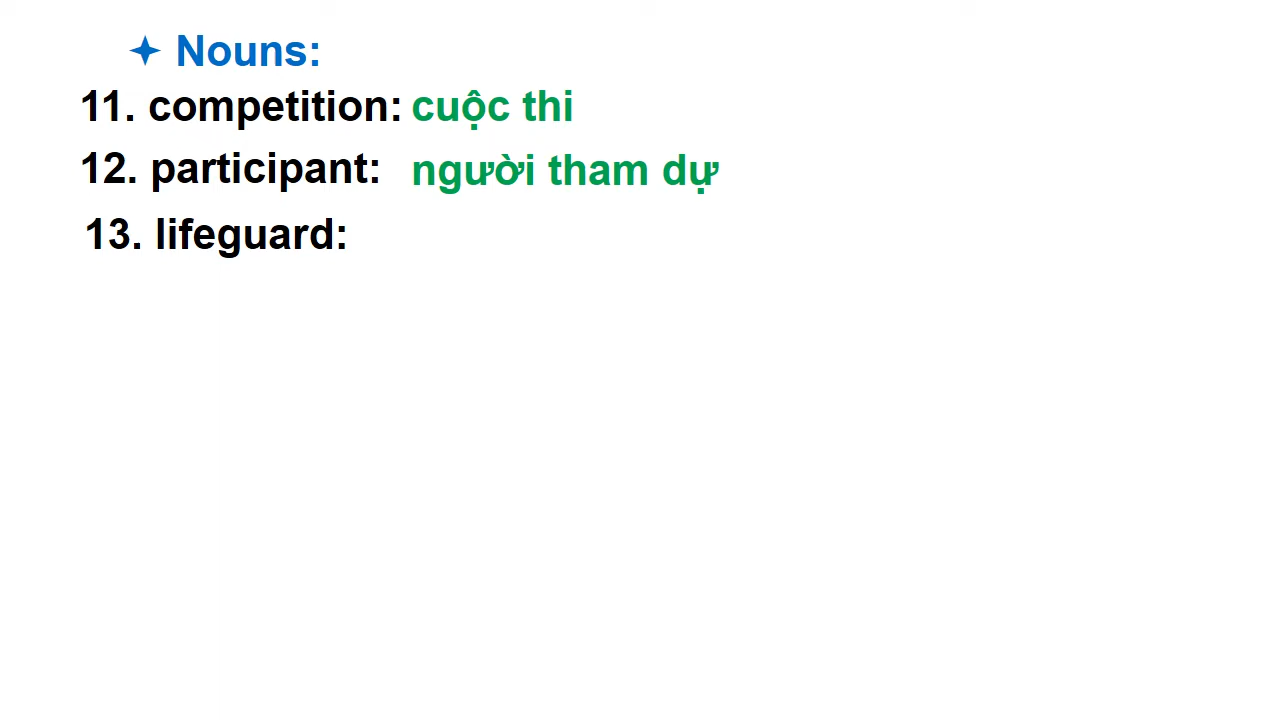 ✦ Nouns:
11. competition: cuộc thi
12. participant: người tham dự
13. lifeguard: